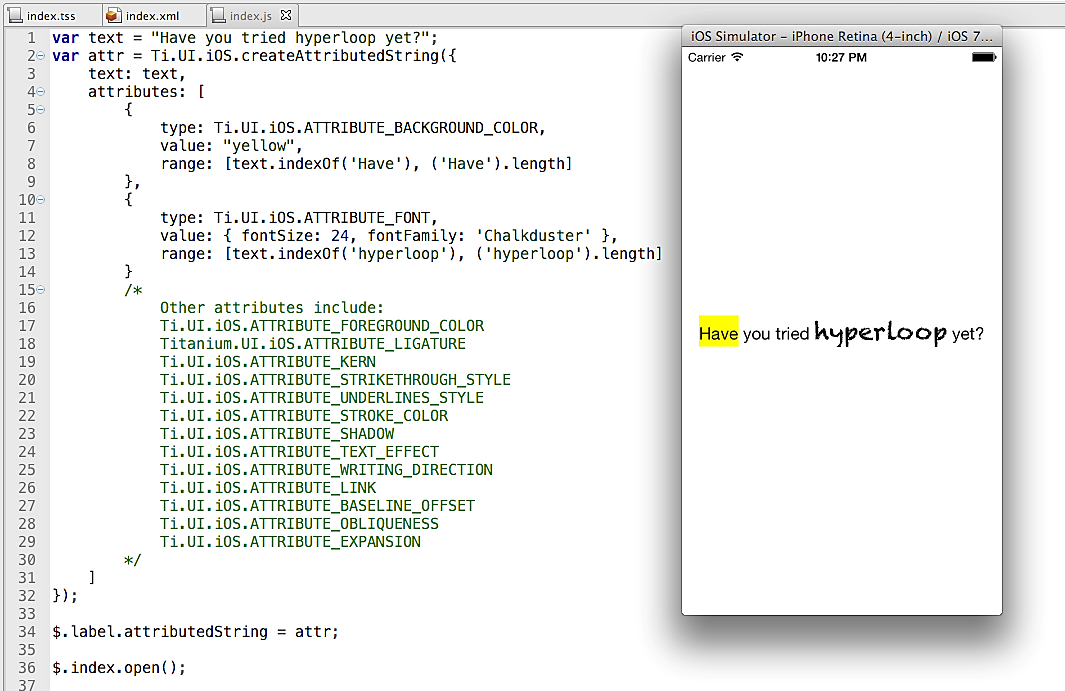 index.tss index.xml index.js
1 var text = "Have you tried hyperloop yet?";
2 var attr = Ti.UI.iOS.createAttributedString({
3 text: text,
4 attributes: [
5 {
6 type: Ti.UI.iOS.ATTRIBUTE_BACKGROUND_COLOR,
7 value: "yellow",
8 range: [text.indexOf('Have'), ('Have').length]
9 },
10 {
11 type: Ti.UI.iOS.ATTRIBUTE_FONT,
12 value: { fontSize: 24, fontFamily: 'Chalkduster' },
13 range: [text.indexOf('hyperloop'), ('hyperloop').length]
14 }
15 /*
16 Other attributes include:
17 Ti.UI.iOS.ATTRIBUTE_FOREGROUND_COLOR
18 Titanium.UI.iOS.ATTRIBUTE_LIGATURE
19 Ti.UI.iOS.ATTRIBUTE_KERN
20 Ti.UI.iOS.ATTRIBUTE_STRIKETHROUGH_STYLE
21 Ti.UI.iOS.ATTRIBUTE_UNDERLINES_STYLE
22 Ti.UI.iOS.ATTRIBUTE_STROKE_COLOR
23 Ti.UI.iOS.ATTRIBUTE_SHADOW
24 Ti.UI.iOS.ATTRIBUTE_TEXT_EFFECT
25 Ti.UI.iOS.ATTRIBUTE_WRITING_DIRECTION
26 Ti.UI.iOS.ATTRIBUTE_LINK
27 Ti.UI.iOS.ATTRIBUTE_BASELINE_OFFSET
28 Ti.UI.iOS.ATTRIBUTE_OBLIQUENESS
29 Ti.UI.iOS.ATTRIBUTE_EXPANSION
30 */
31 ]
32 });
33
34 $.label.attributedString = attr;
35
36 $.index.open();
37
iOS Simulator - iPhone Retina (4-inch) / iOS 7...
Carrier 10:27 PM
Have you tried hyperloop yet?